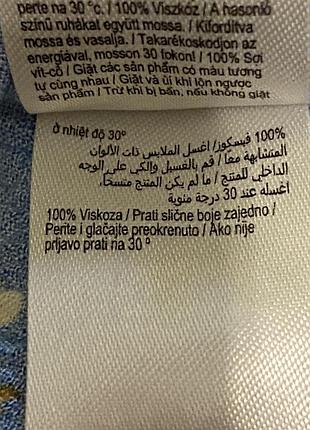 perte na 30 °c. / 100% Viszkóz / A hasonló
színű ruhákat együtt mossa. / Kifordítva
mossa és vasalja. / Takarékoskodjon az
energiával, mosson 30 fokon! / 100% Sợi
vit-cô / Giặt các sản phẩm có màu tương
tự cùng nhau / Giặt và ủi khi lộn ngược
sản phẩm / Trừ khi bị bẩn, nếu không giặt
ở nhiệt độ 30°
100% فيسكوز/ اغسل الملابس ذات الألوان
المتشابهة معًا / قم بالغسيل والكي على الوجه
الداخلي للمنتج / ما لم يكن المنتج متسخًا،
اغسله عند 30 درجة مئوية
100% Viskoza / Prati slične boje zajedno /
Perite i glačajte preokrenuto / Ako nije
prljavo prati na 30 º